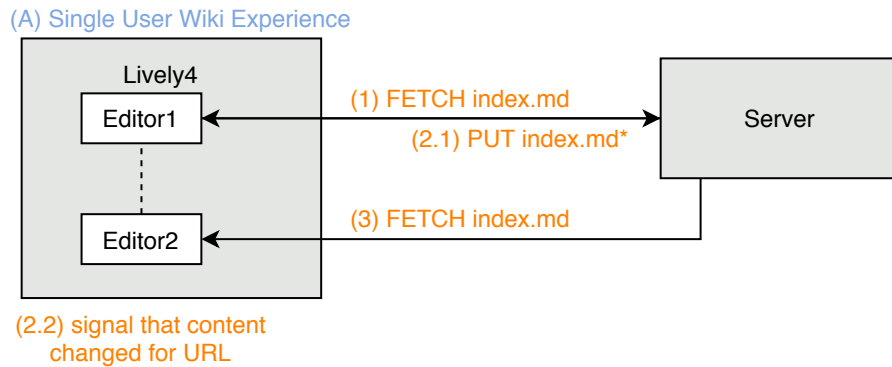 (A) Single User Wiki Experience
Lively4
Editor1
(1) FETCH index.md
(2.1) PUT index.md*
Server
Editor2
(3) FETCH index.md
(2.2) signal that content
changed for URL